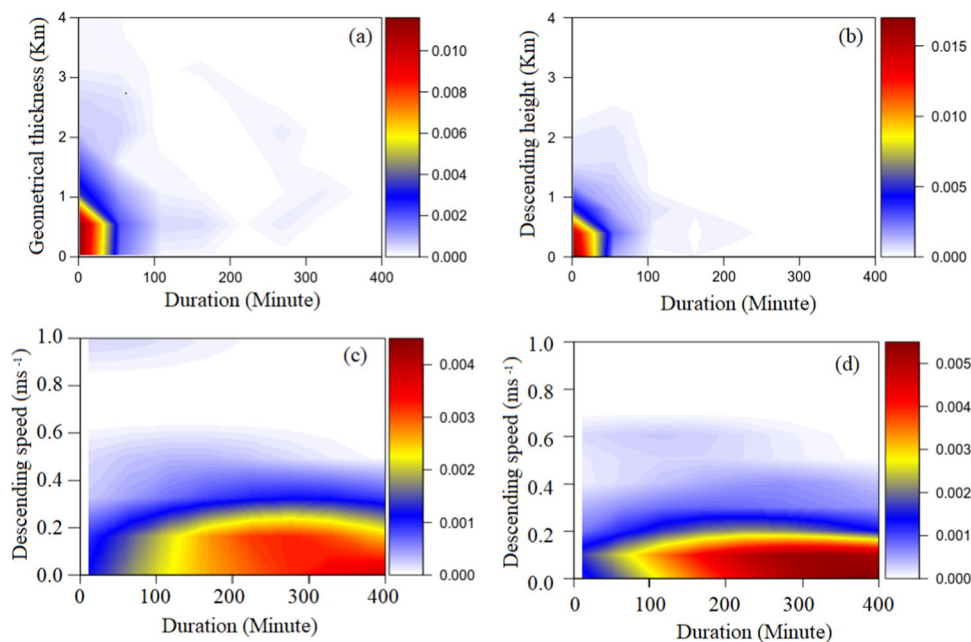 (a)
Geometrical thickness (Km)
4
3
2
1
0
0 100 200 300 400
Duration (Minute)
0.010
0.008
0.006
0.004
0.002
0.000
(b)
Descending height (Km)
4
3
2
1
0
0 100 200 300 400
Duration (Minute)
0.015
0.010
0.005
0.000
(c)
Descending speed (ms⁻¹)
1.0
0.8
0.6
0.4
0.2
0.0
0 100 200 300 400
Duration (Minute)
0.004
0.003
0.002
0.001
0.000
(d)
Descending speed (ms⁻¹)
1.0
0.8
0.6
0.4
0.2
0.0
0 100 200 300 400
Duration (Minute)
0.005
0.004
0.003
0.002
0.001
0.000